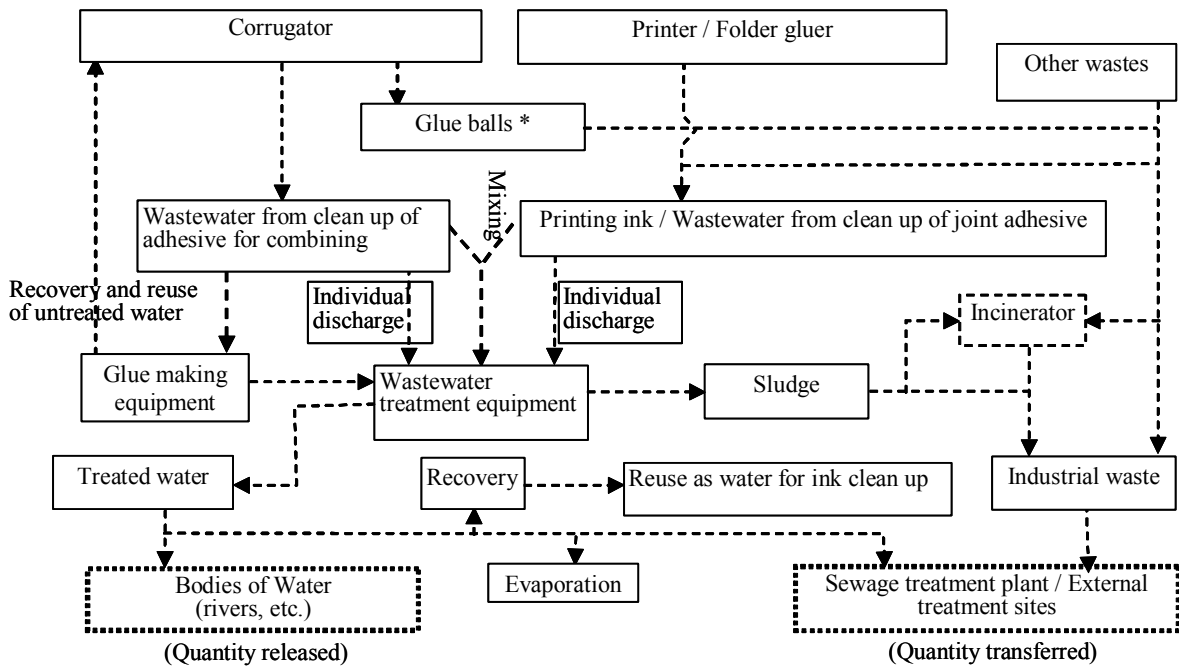 Corrugator
Printer / Folder gluer
Other wastes
Glue balls *
Mixing
Wastewater from clean up of
adhesive for combining
Printing ink / Wastewater from clean up of joint adhesive
Recovery and reuse
of untreated water
Individual
discharge
Individual
discharge
Incinerator
Glue making
equipment
Wastewater
treatment equipment
Sludge
Treated water
Recovery
Reuse as water for ink clean up
Industrial waste
Bodies of Water
(rivers, etc.)
Evaporation
Sewage treatment plant / External
treatment sites
(Quantity released)
(Quantity transferred)